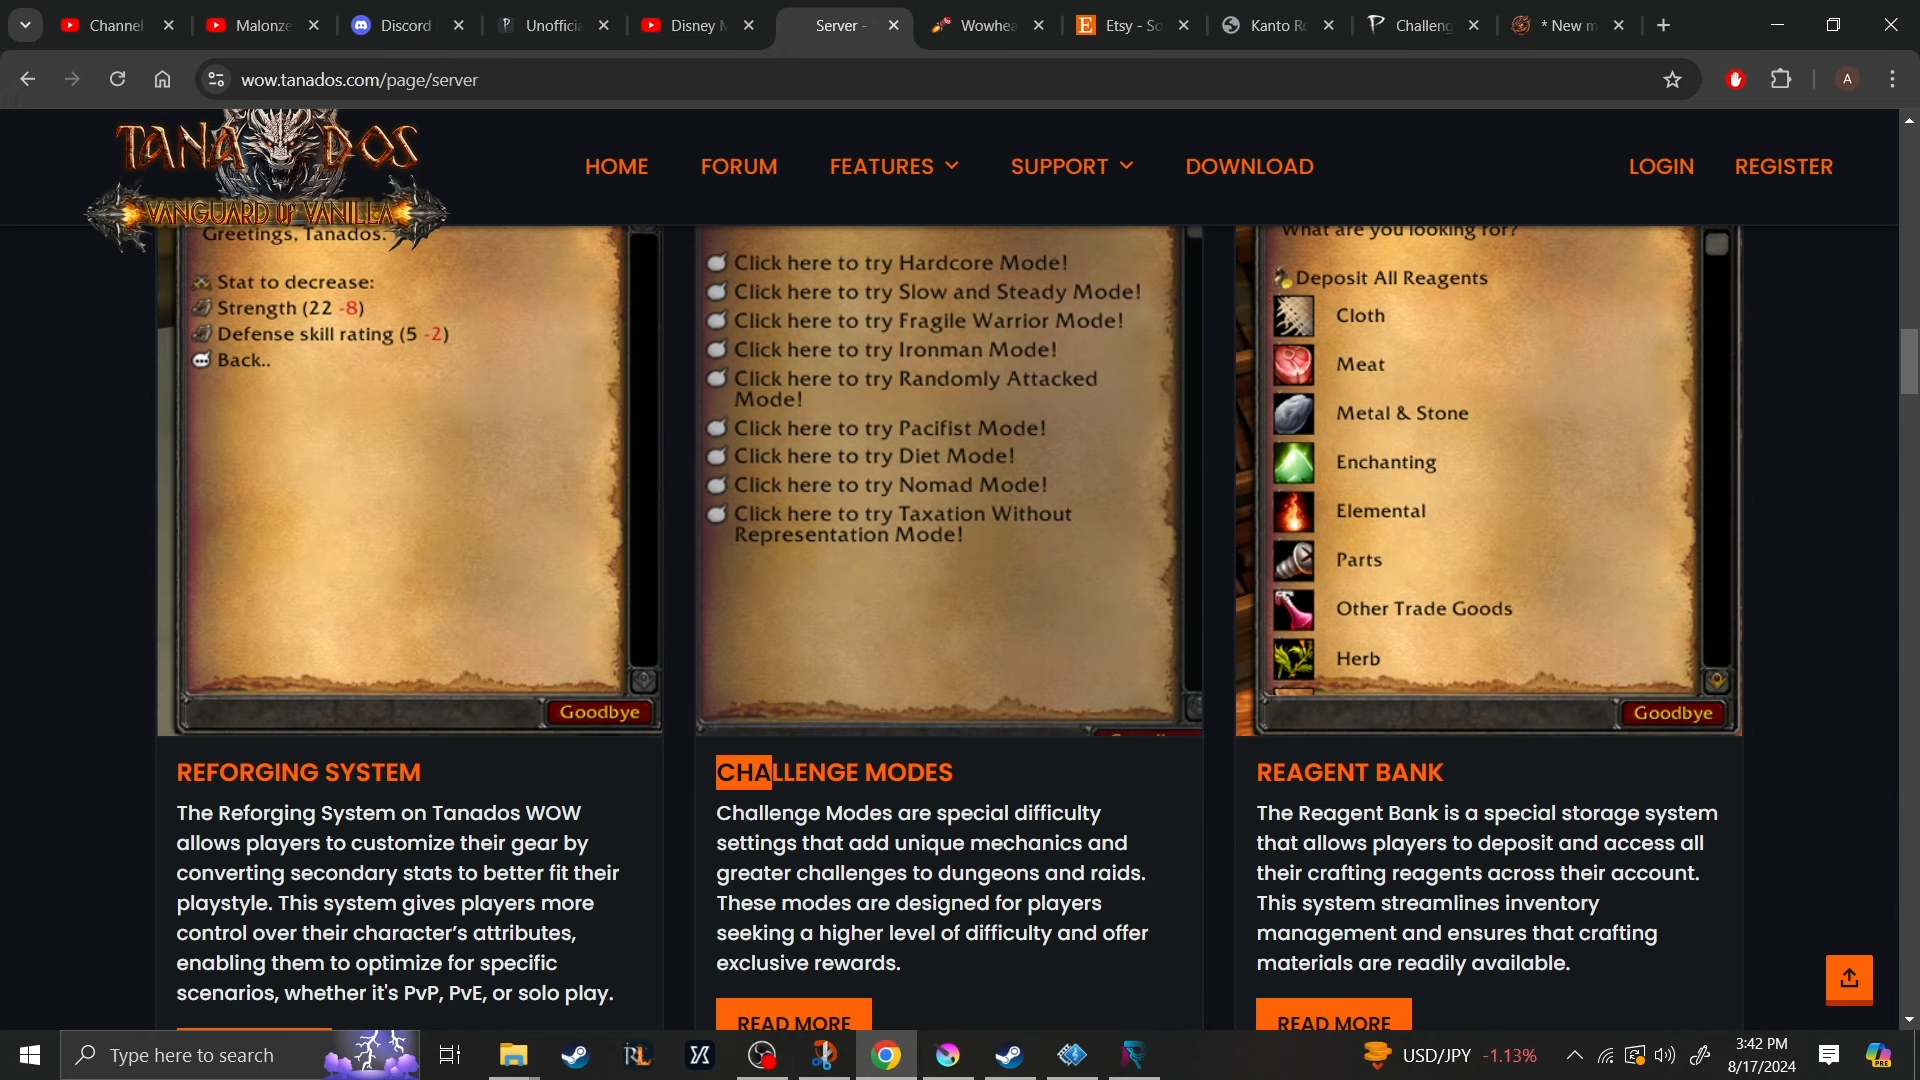 Channel
Malonze
Discord
Unofficia
Disney M
Server -
Wowhea
Etsy - So
Kanto Ro
Challeng
* New m
wow.tanados.com/page/server
A
TANADOS
VANGUARD OF VANILLA
HOME
FORUM
FEATURES
SUPPORT
DOWNLOAD
LOGIN
REGISTER
Greetings, Tanados.
Stat to decrease:
Strength (22 -8)
Defense skill rating (5 -2)
Back..
Goodbye
Click here to try Hardcore Mode!
Click here to try Slow and Steady Mode!
Click here to try Fragile Warrior Mode!
Click here to try Ironman Mode!
Click here to try Randomly Attacked
Mode!
Click here to try Pacifist Mode!
Click here to try Diet Mode!
Click here to try Nomad Mode!
Click here to try Taxation Without
Representation Mode!
What are you looking for?
Deposit All Reagents
Cloth
Meat
Metal & Stone
Enchanting
Elemental
Parts
Other Trade Goods
Herb
Goodbye
REFORGING SYSTEM
The Reforging System on Tanados WOW
allows players to customize their gear by
converting secondary stats to better fit their
playstyle. This system gives players more
control over their character’s attributes,
enabling them to optimize for specific
scenarios, whether it's PvP, PvE, or solo play.
CHALLENGE MODES
Challenge Modes are special difficulty
settings that add unique mechanics and
greater challenges to dungeons and raids.
These modes are designed for players
seeking a higher level of difficulty and offer
exclusive rewards.
READ MORE
REAGENT BANK
The Reagent Bank is a special storage system
that allows players to deposit and access all
their crafting reagents across their account.
This system streamlines inventory
management and ensures that crafting
materials are readily available.
READ MORE
Type here to search
USD/JPY -1.13%
3:42 PM
8/17/2024